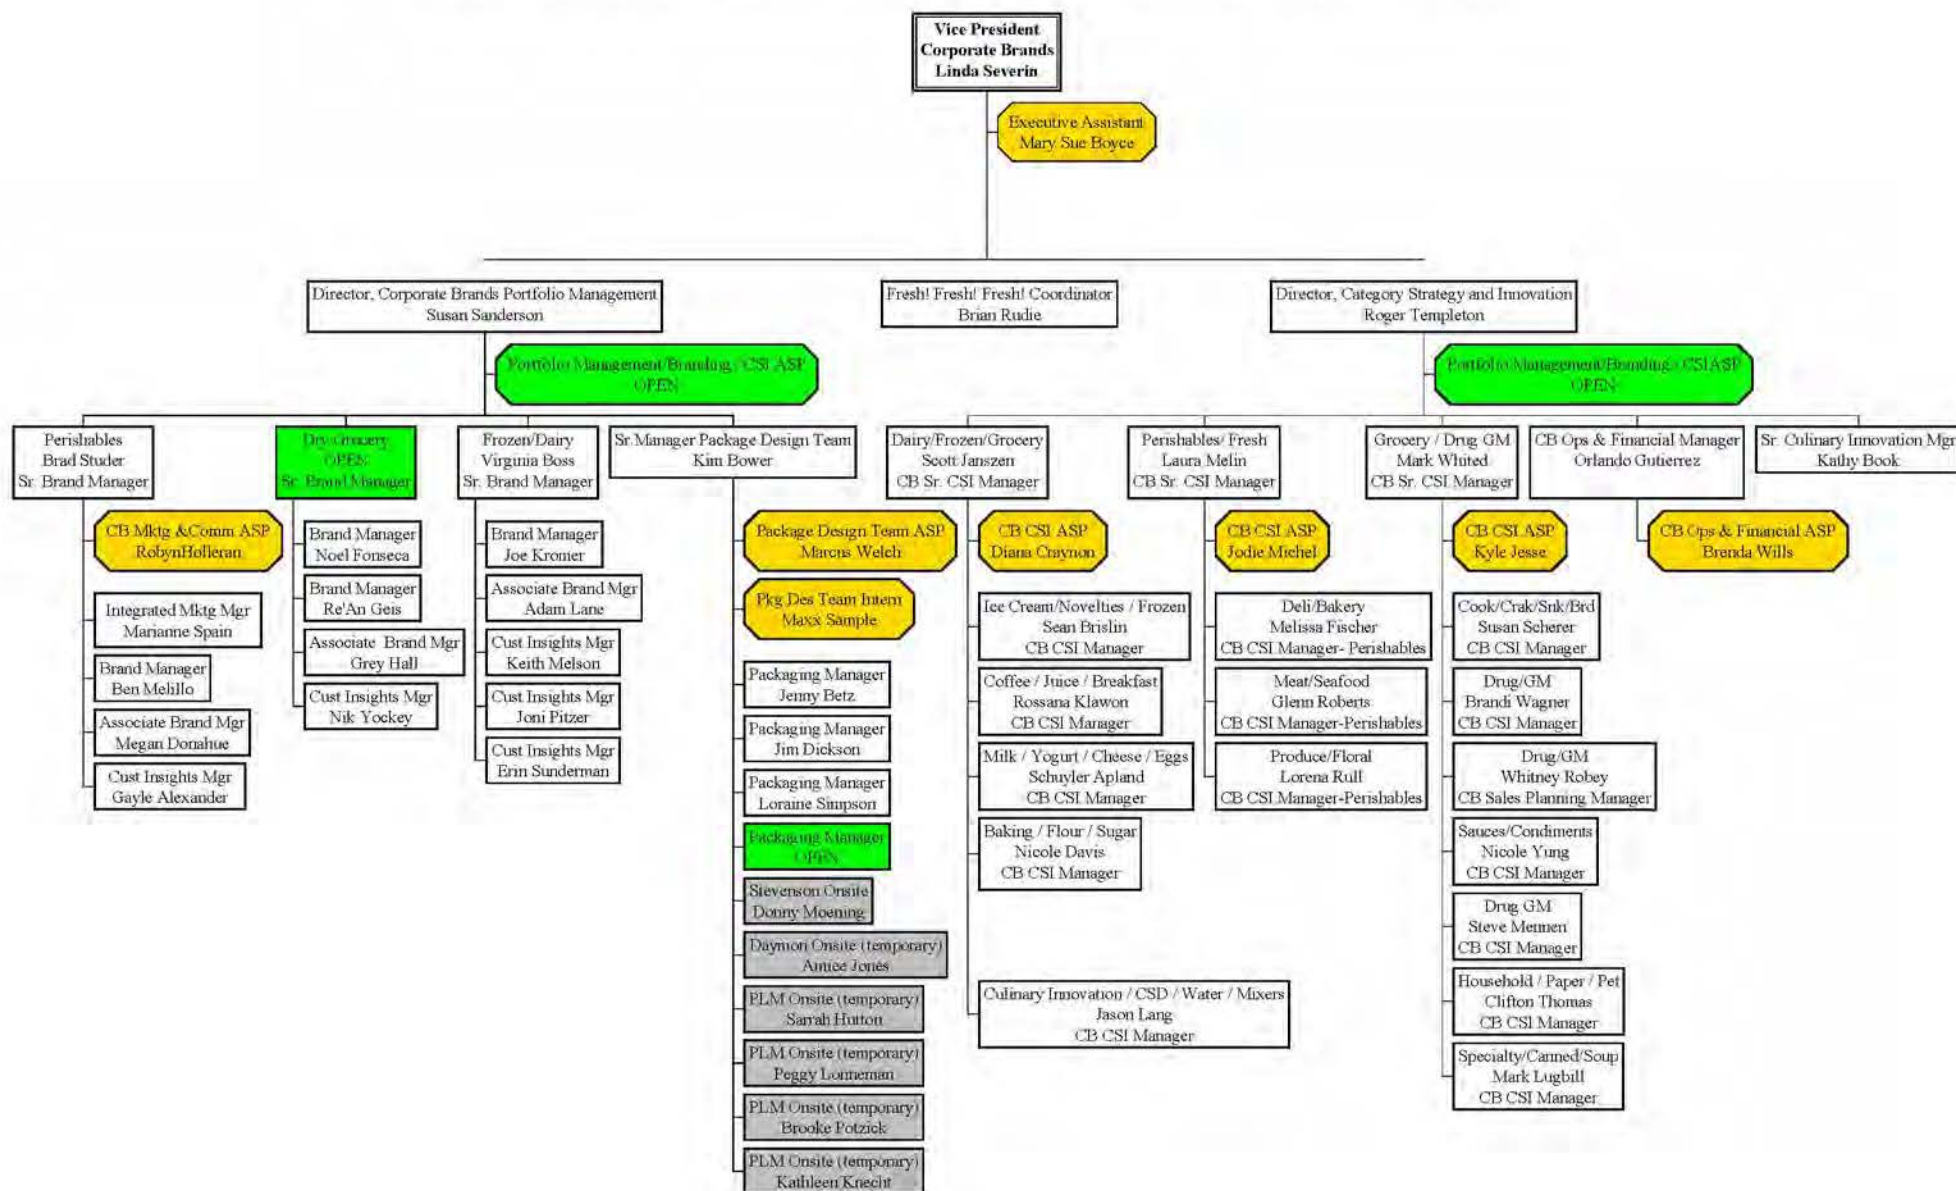 Vice President
Corporate Brands
Linda Severin
Executive Assistant
Mary Sue Boyce
Director, Corporate Brands Portfolio Management
Susan Sanderson
Fresh! Fresh! Fresh! Coordinator
Brian Rudie
Director, Category Strategy and Innovation
Roger Templeton
Portfolio Management/Branding / CSI ASP
OPEN
Portfolio Management/Branding / CSI ASP
OPEN
Perishables
Brad Studer
Sr. Brand Manager
Dry Grocery
OPEN
Sr. Brand Manager
Frozen/Dairy
Virginia Boss
Sr. Brand Manager
Sr.Manager Package Design Team
Kim Bower
Dairy/Frozen/Grocery
Scott Janszen
CB Sr. CSI Manager
Perishables/ Fresh
Laura Melin
CB Sr. CSI Manager
Grocery / Drug GM
Mark Whited
CB Sr. CSI Manager
CB Ops & Financial Manager
Orlando Gutierrez
Sr. Culinary Innovation Mgr
Kathy Book
CB Mktg &Comm ASP
RobynHolleran
Integrated Mktg Mgr
Marianne Spain
Brand Manager
Ben Melillo
Associate Brand Mgr
Megan Donahue
Cust Insights Mgr
Gayle Alexander
Brand Manager
Noel Fonseca
Brand Manager
Re'An Geis
Associate Brand Mgr
Grey Hall
Cust Insights Mgr
Nik Yockey
Brand Manager
Joe Kromer
Associate Brand Mgr
Adam Lane
Cust Insights Mgr
Keith Melson
Cust Insights Mgr
Joni Pitzer
Cust Insights Mgr
Erin Sunderman
Package Design Team ASP
Marcus Welch
Pkg Des Team Intern
Maxx Sample
Packaging Manager
Jenny Betz
Packaging Manager
Jim Dickson
Packaging Manager
Loraine Simpson
Packaging Manager
OPEN
Stevenson Onsite
Donny Moening
Daymon Onsite (temporary)
Jones
PLM Onsite (temporary)
Sarrah Hutton
PLM Onsite (temporary)
Peggy Lonneman
PLM Onsite (temporary)
Brooke Potzick
PLM Onsite (temporary)
Kathleen Knecht
CB CSI ASP
Diana Craynon
Ice Cream/Novelties / Frozen
Sean Brislin
CB CSI Manager
Coffee / Juice / Breakfast
Rossana Klawon
CB CSI Manager
Milk / Yogurt / Cheese / Eggs
Schuyler Apland
CB CSI Manager
Baking / Flour / Sugar
Nicole Davis
CB CSI Manager
Culinary Innovation / CSD / Water / Mixers
Jason Lang
CB CSI Manager
CB CSI ASP
Jodie Michel
Deli/Bakery
Melissa Fischer
CB CSI Manager- Perishables
Meat/Seafood
Glenn Roberts
CB CSI Manager-Perishables
Produce/Floral
Lorena Rull
CB CSI Manager-Perishables
CB CSI ASP
Kyle Jesse
Cook/Crak/Snk/Brd
Susan Scherer
CB CSI Manager
Drug/GM
Brandi Wagner
CB CSI Manager
Drug/GM
Whitney Robey
CB Sales Planning Manager
Sauces/Condiments
Nicole Yung
CB CSI Manager
Drug GM
Steve Mennen
CB CSI Manager
Household / Paper / Pet
Clifton Thomas
CB CSI Manager
Specialty/Canned/Soup
Mark Lugbill
CB CSI Manager
CB Ops & Financial ASP
Brenda Wills